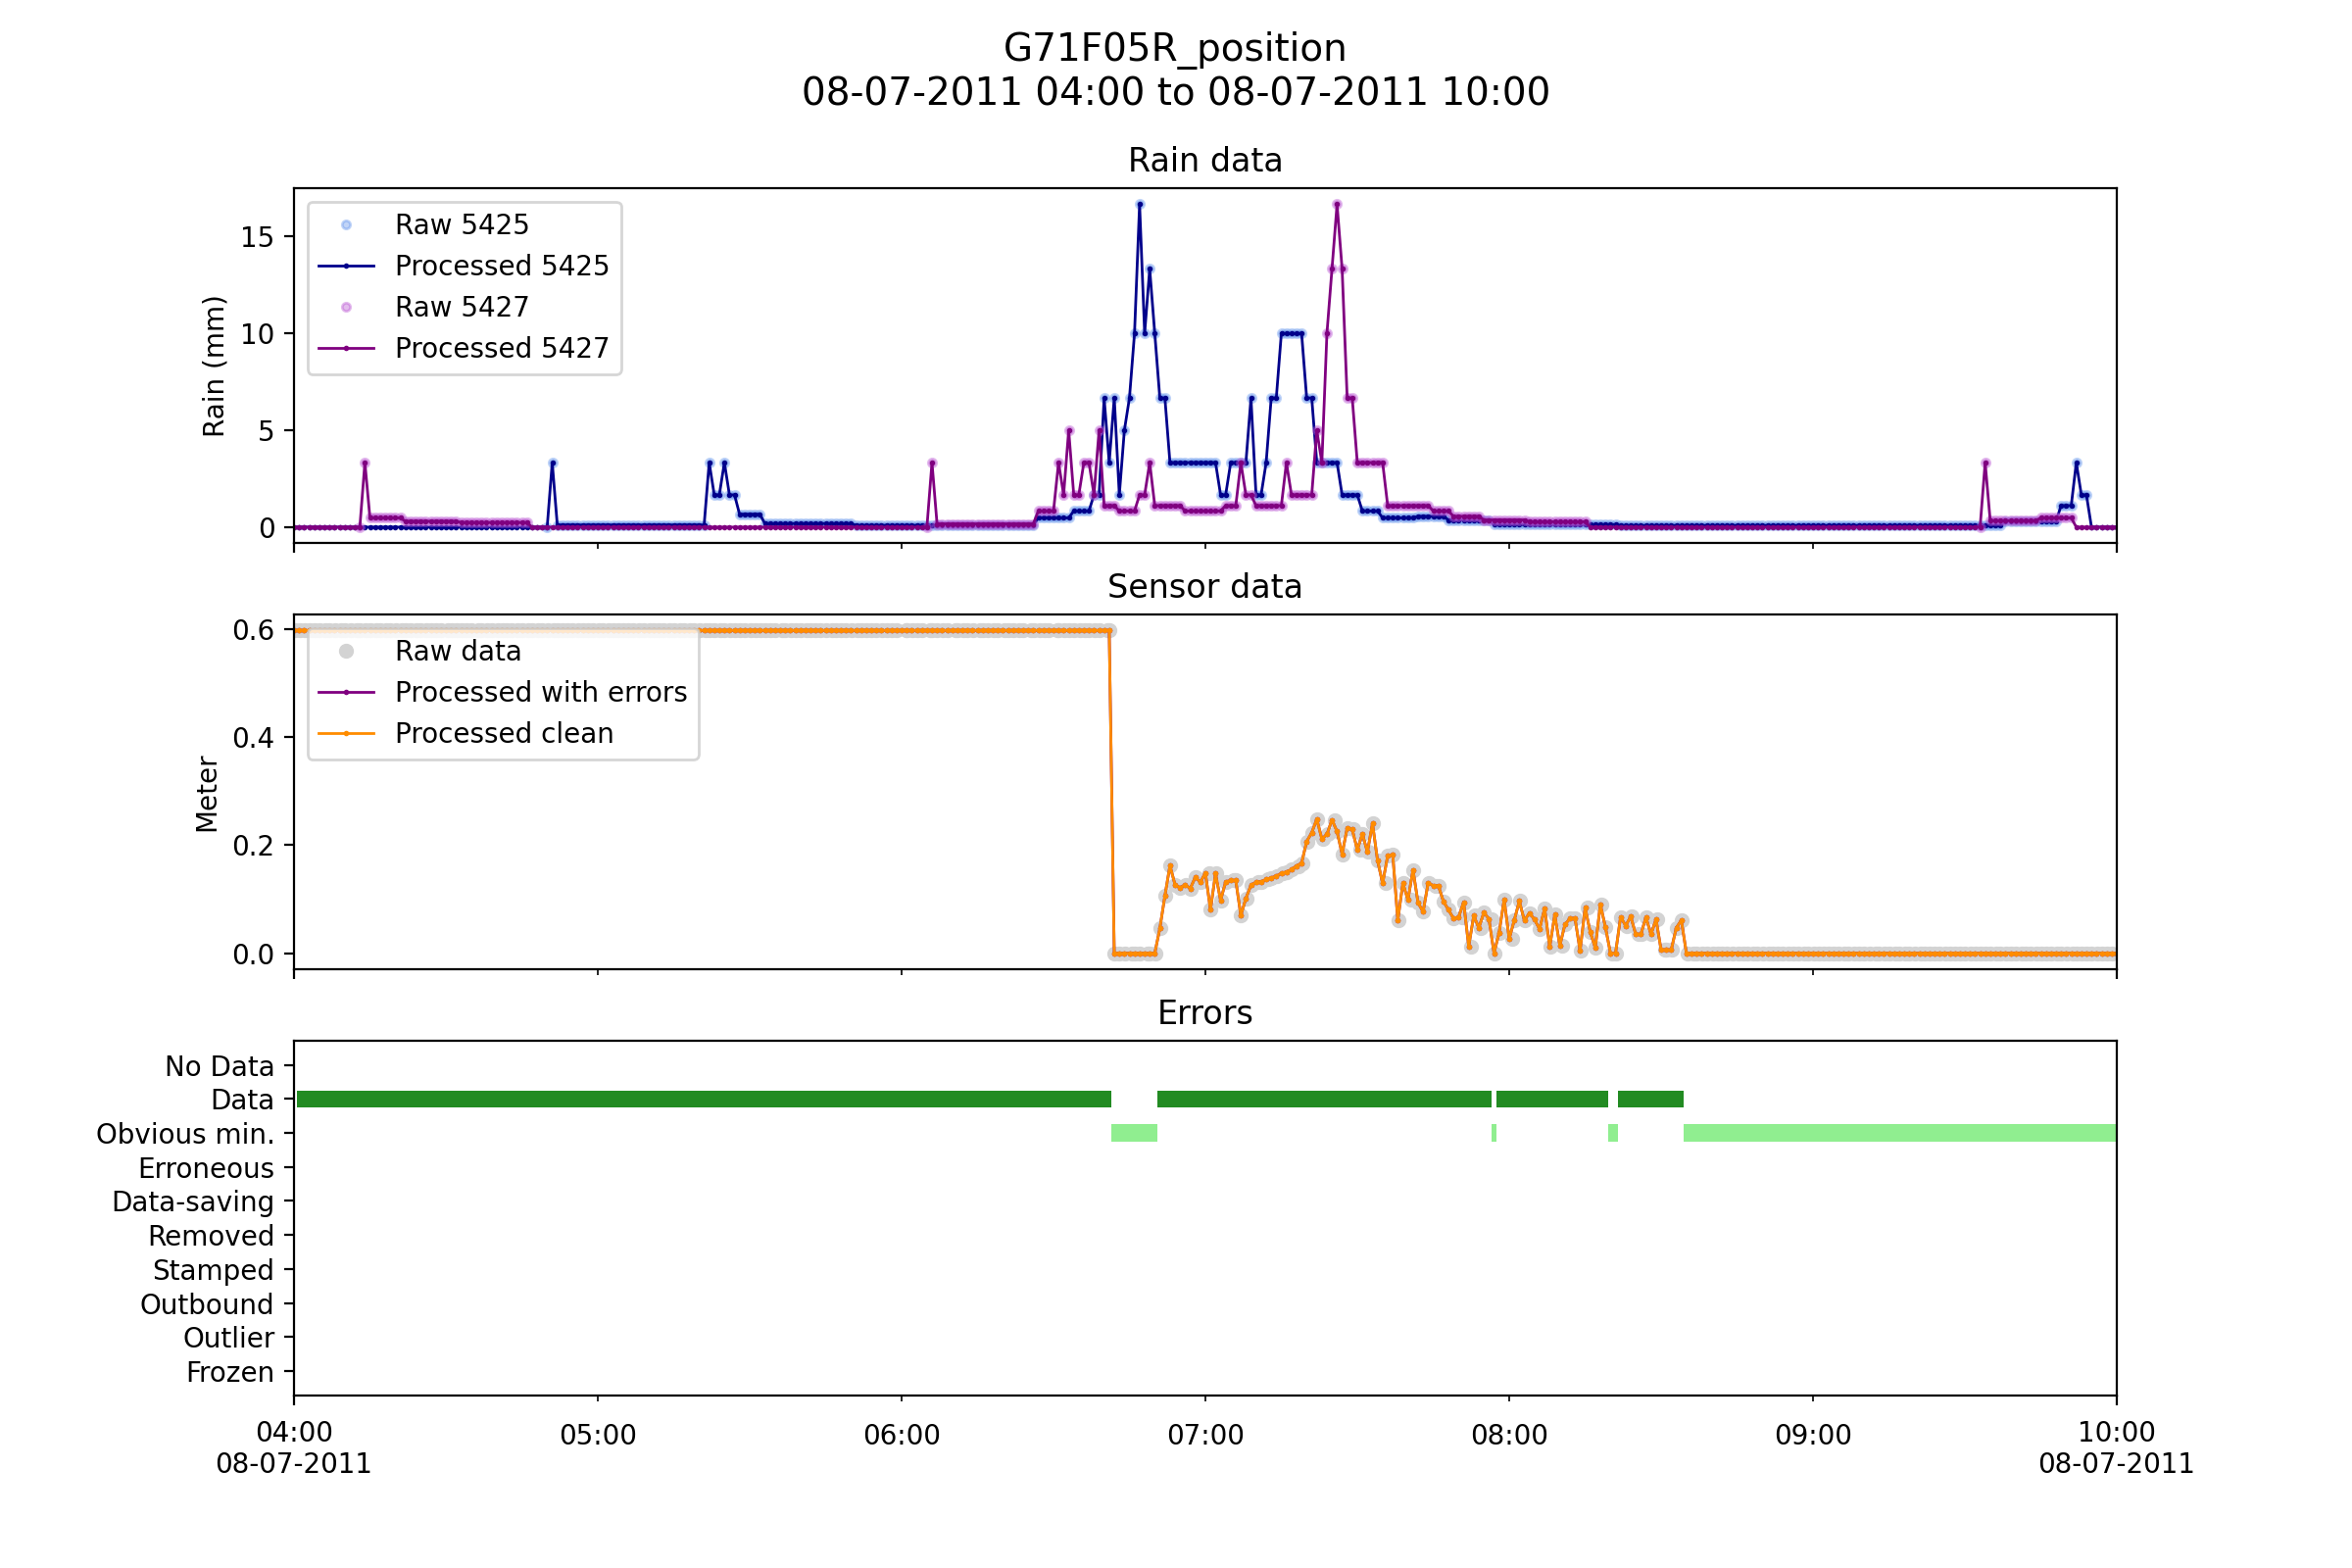 G71F05R_position
08-07-2011 04:00 to 08-07-2011 10:00
Rain data
Rain (mm)
15
10
5
0
Raw 5425
Processed 5425
Raw 5427
Processed 5427
Sensor data
Meter
0.6
0.4
0.2
0.0
Raw data
Processed with errors
Processed clean
Errors
No Data
Data
Obvious min.
Erroneous
Data-saving
Removed
Stamped
Outbound
Outlier
Frozen
04:00 05:00 06:00 07:00 08:00 09:00 10:00
08-07-2011 08-07-2011